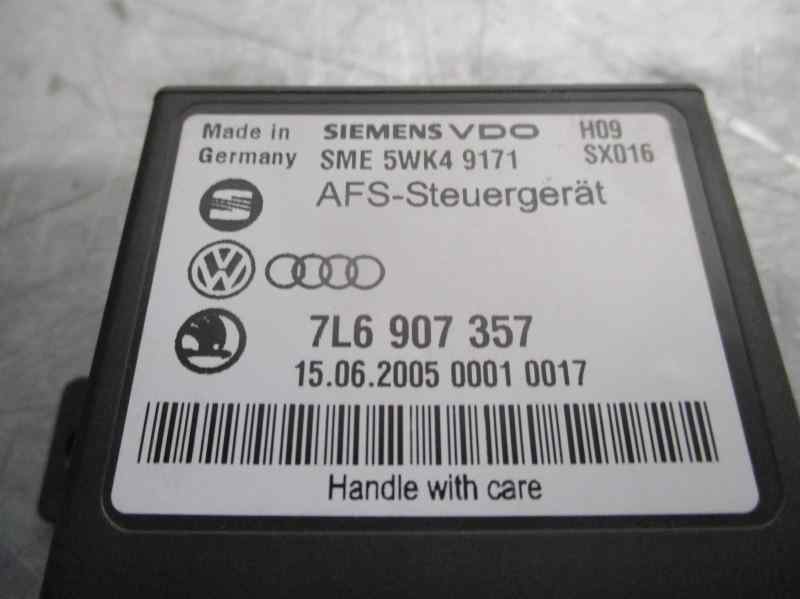 Made in Germany
SIEMENS VDO H09
SME 5WK4 9171 SX016
AFS-Steuergerät
7L6 907 357
15.06.2005 0001 0017
Handle with care